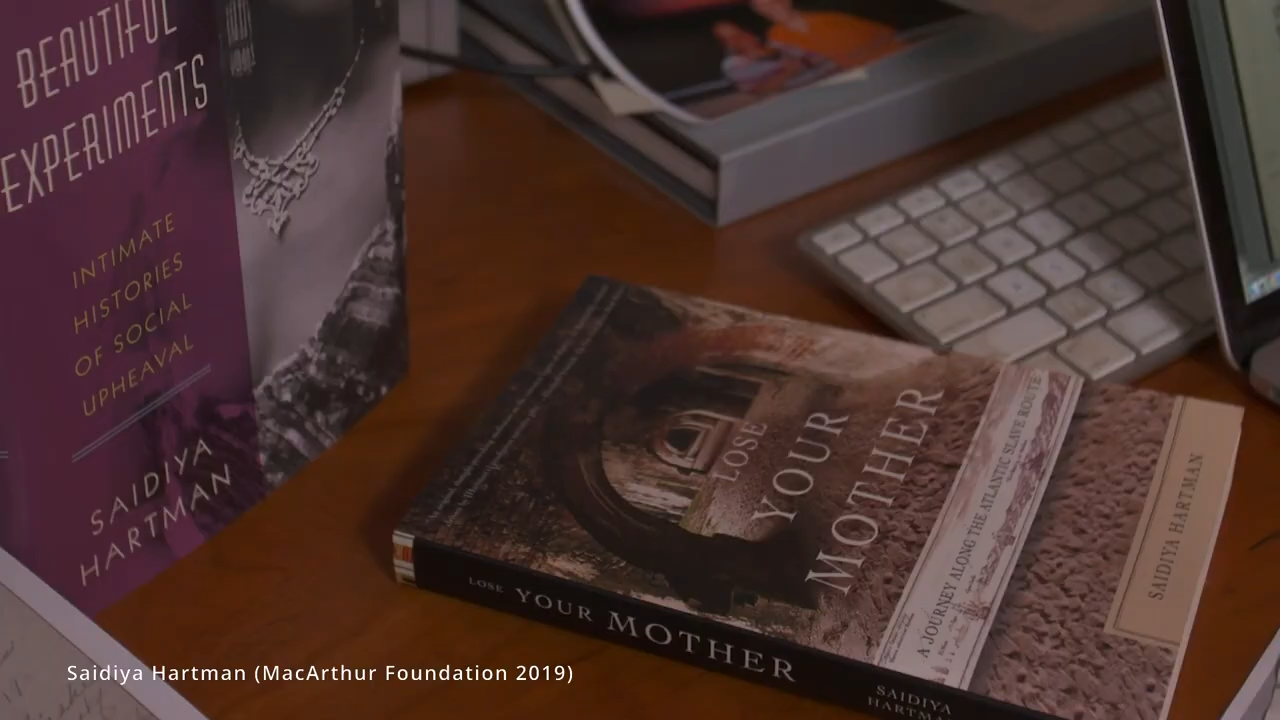 BEAUTIFUL
EXPERIMENTS
INTIMATE
HISTORIES
OF SOCIAL
UPHEAVAL
SAIDIYA
HARTMAN
LOSE
YOUR
MOTHER
A JOURNEY ALONG THE ATLANTIC SLAVE ROUTE
SAIDIYA HARTMAN
LOSE YOUR MOTHER
SAIDIYA
Saidiya Hartman (MacArthur Foundation 2019)